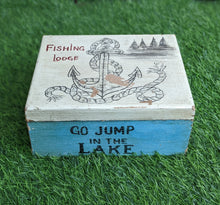 FISHING
LODGE
GO JUMP
IN THE
LAKE